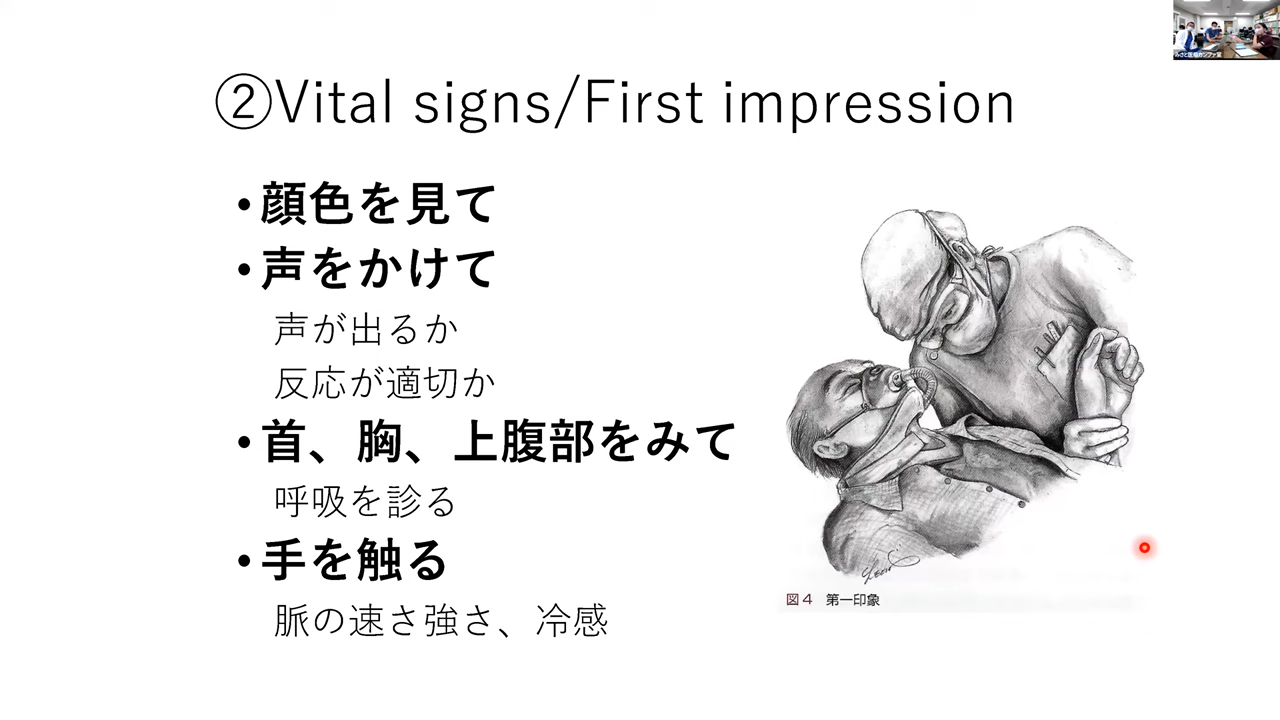 ②Vital signs/First impression
•顔色を見て
•声をかけて
声が出るか
反応が適切か
•首、胸、上腹部をみて
呼吸を診る
•手を触る
脈の速さ強さ、冷感
図4 第一印象